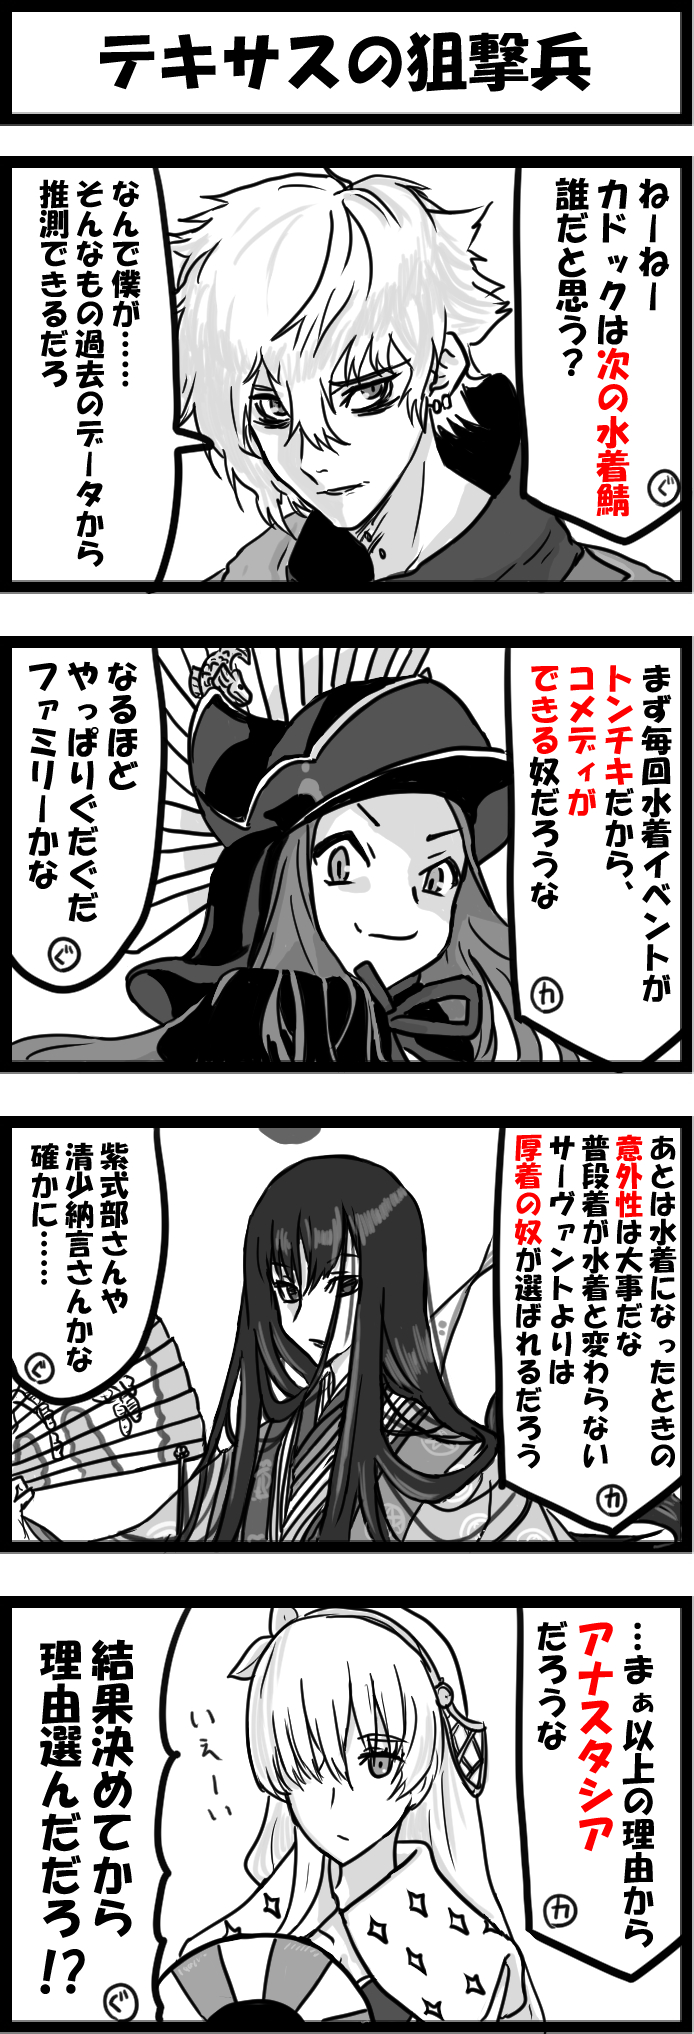 テキサスの狙撃兵
ねーねー
カドックは次の水着鯖
誰だと思う?
ぐ
なんで僕が……
そんなもの過去のデータから
推測できるだろ
まず毎回水着イベントが
トンチキだから、
コメディが
できる奴だろうな
カ
なるほど
やっぱりぐだぐだ
ファミリーかな
ぐ
あとは水着になったときの
意外性は大事だな
普段着が水着と変わらない
サーヴァントよりは
厚着の奴が選ばれるだろう
カ
紫式部さんや
清少納言さんかな
確かに……
ぐ
…まぁ以上の理由から
アナスタシア
だろうな
カ
いえーい
結果決めてから
理由選んだだろ!?
ぐ